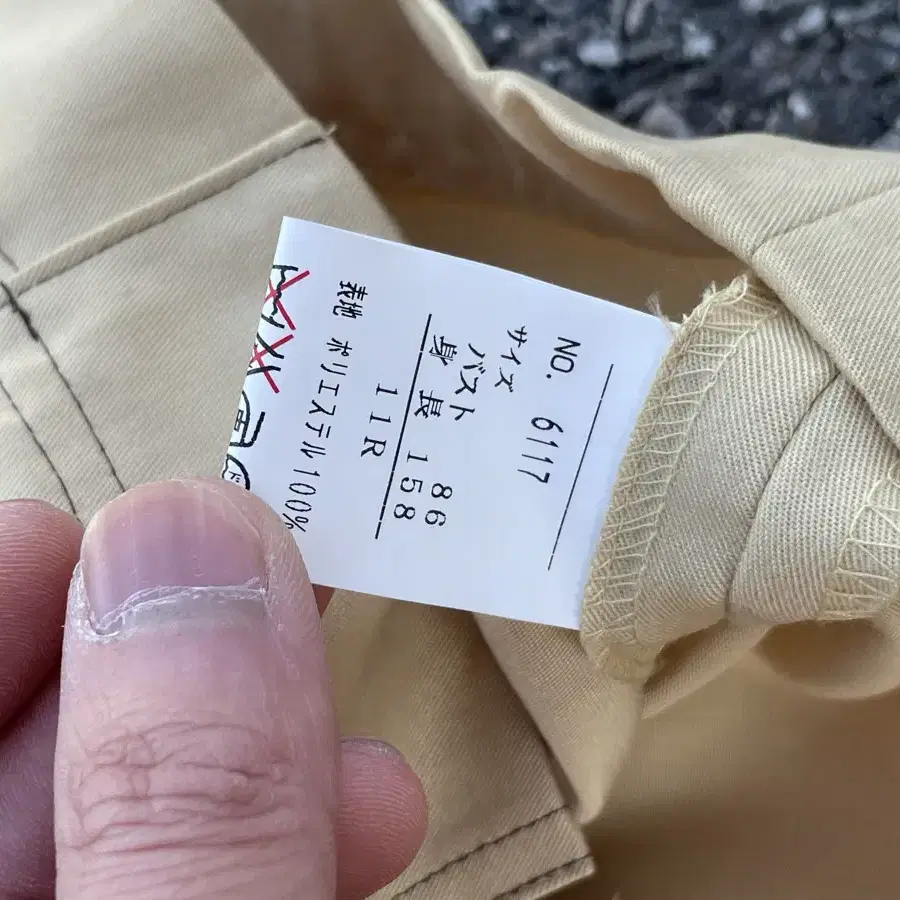 NO. 6117
サイズ
バスト 86
身長 158
11R
表地 ポリエステル100%